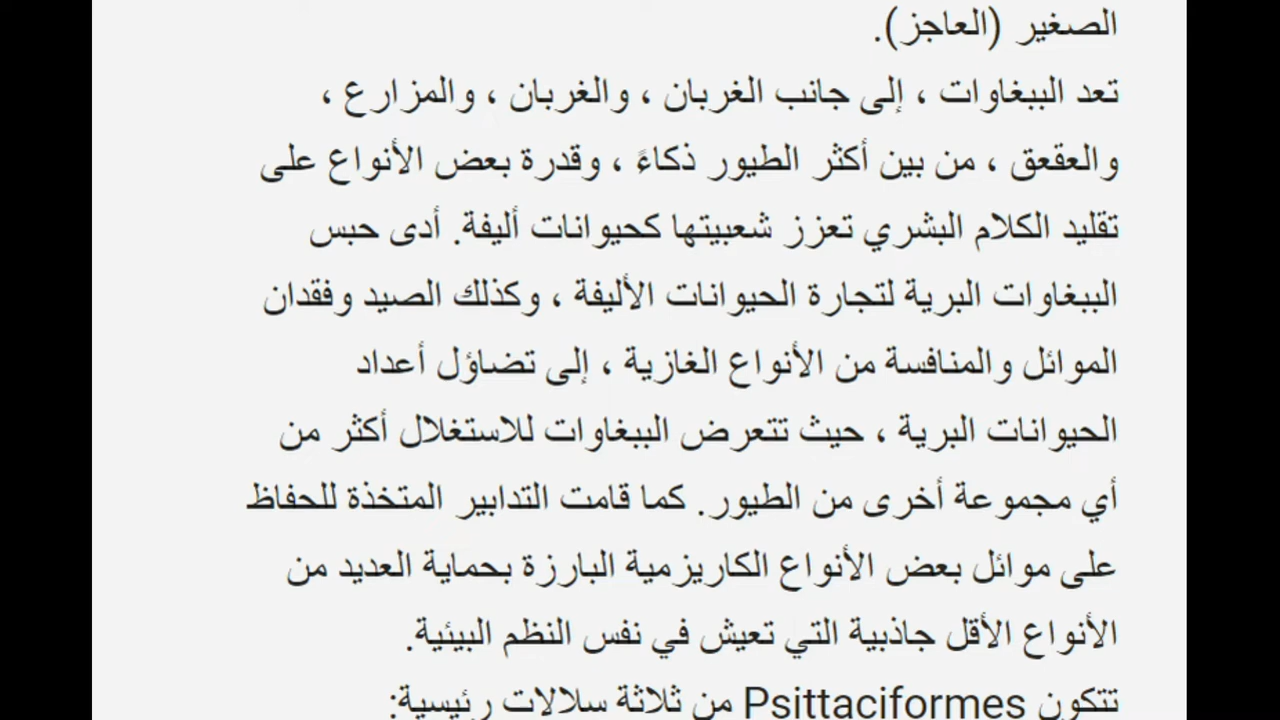 الصغير (العاجز).
تعد الببغاوات ، إلى جانب الغربان ، والغربان ، والمزارع ،
والعقعق ، من بين أكثر الطيور ذكاءً ، وقدرة بعض الأنواع على
تقليد الكلام البشري تعزز شعبيتها كحيوانات أليفة. أدى حبس
الببغاوات البرية لتجارة الحيوانات الأليفة ، وكذلك الصيد وفقدان
الموائل والمنافسة من الأنواع الغازية ، إلى تضاؤل أعداد
الحيوانات البرية ، حيث تتعرض الببغاوات للاستغلال أكثر من
أي مجموعة أخرى من الطيور. كما قامت التدابير المتخذة للحفاظ
على موائل بعض الأنواع الكاريزمية البارزة بحماية العديد من
الأنواع الأقل جاذبية التي تعيش في نفس النظم البيئية.
تتكون Psittaciformes من ثلاثة سلالات رئيسية: